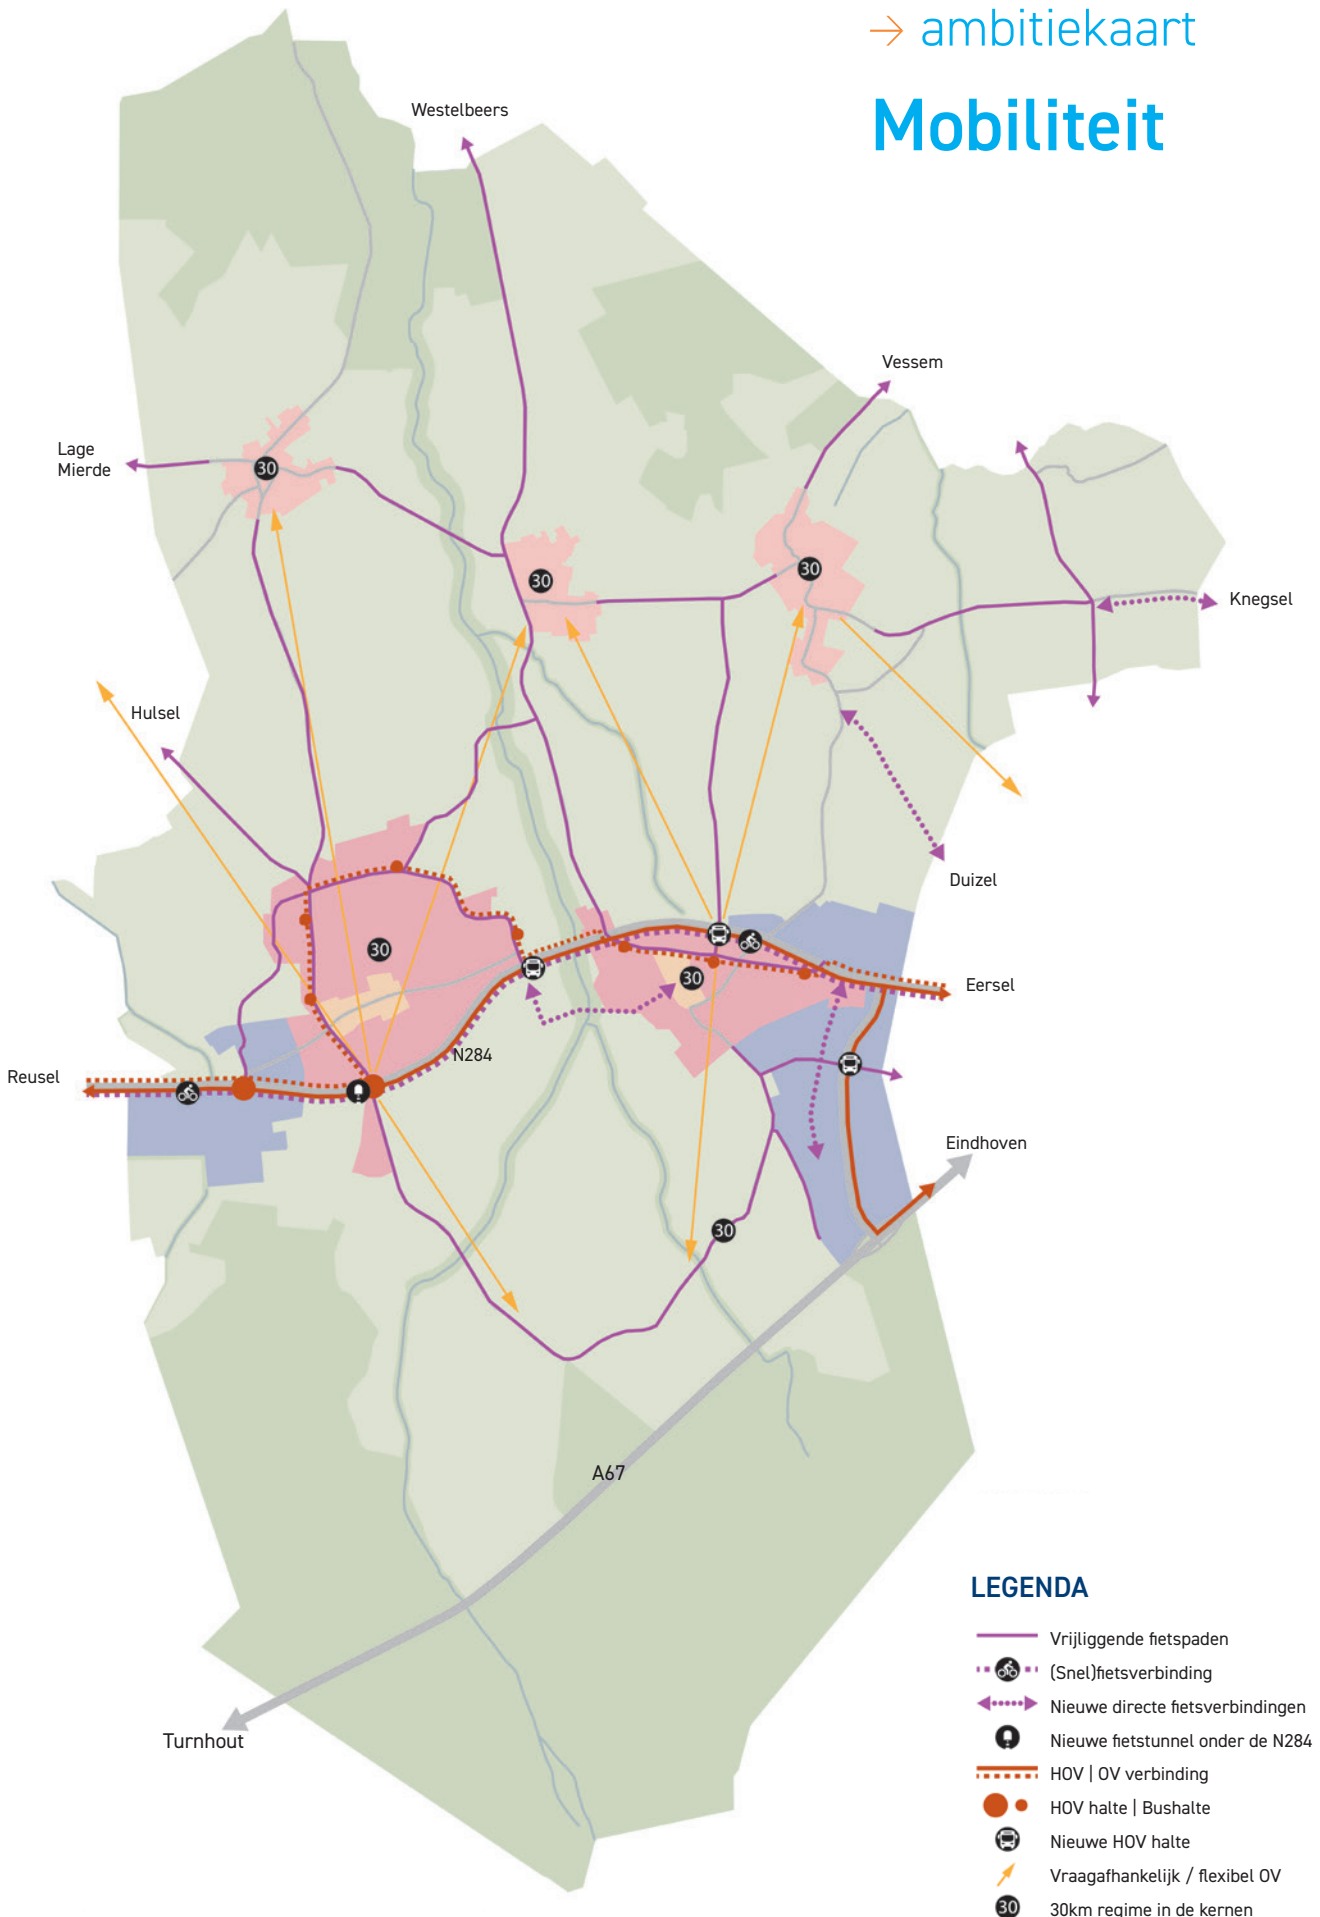 → ambitiekaart
Mobiliteit
Westelbeers
Vessem
Lage
Mierde
30
30
30
Knegsel
Hulsel
Duizel
30
30
Eersel
N284
Reusel
Eindhoven
30
A67
Turnhout
LEGENDA
Vrijliggende fietspaden
(Snel)fietsverbinding
Nieuwe directe fietsverbindingen
Nieuwe fietstunnel onder de N284
HOV | OV verbinding
HOV halte | Bushalte
Nieuwe HOV halte
Vraagafhankelijk / flexibel OV
30 30km regime in de kernen